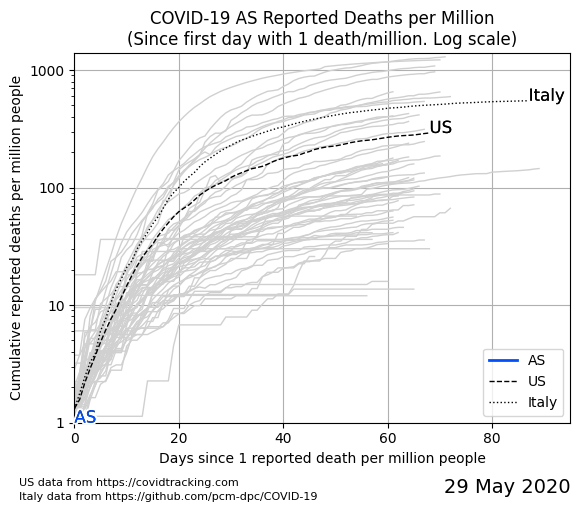 COVID-19 AS Reported Deaths per Million
(Since first day with 1 death/million. Log scale)
Cumulative reported deaths per million people
1000
100
10
1
Italy
US
AS
AS
US
Italy
0
20
40
60
80
Days since 1 reported death per million people
US data from https://covidtracking.com
Italy data from https://github.com/pcm-dpc/COVID-19
29 May 2020